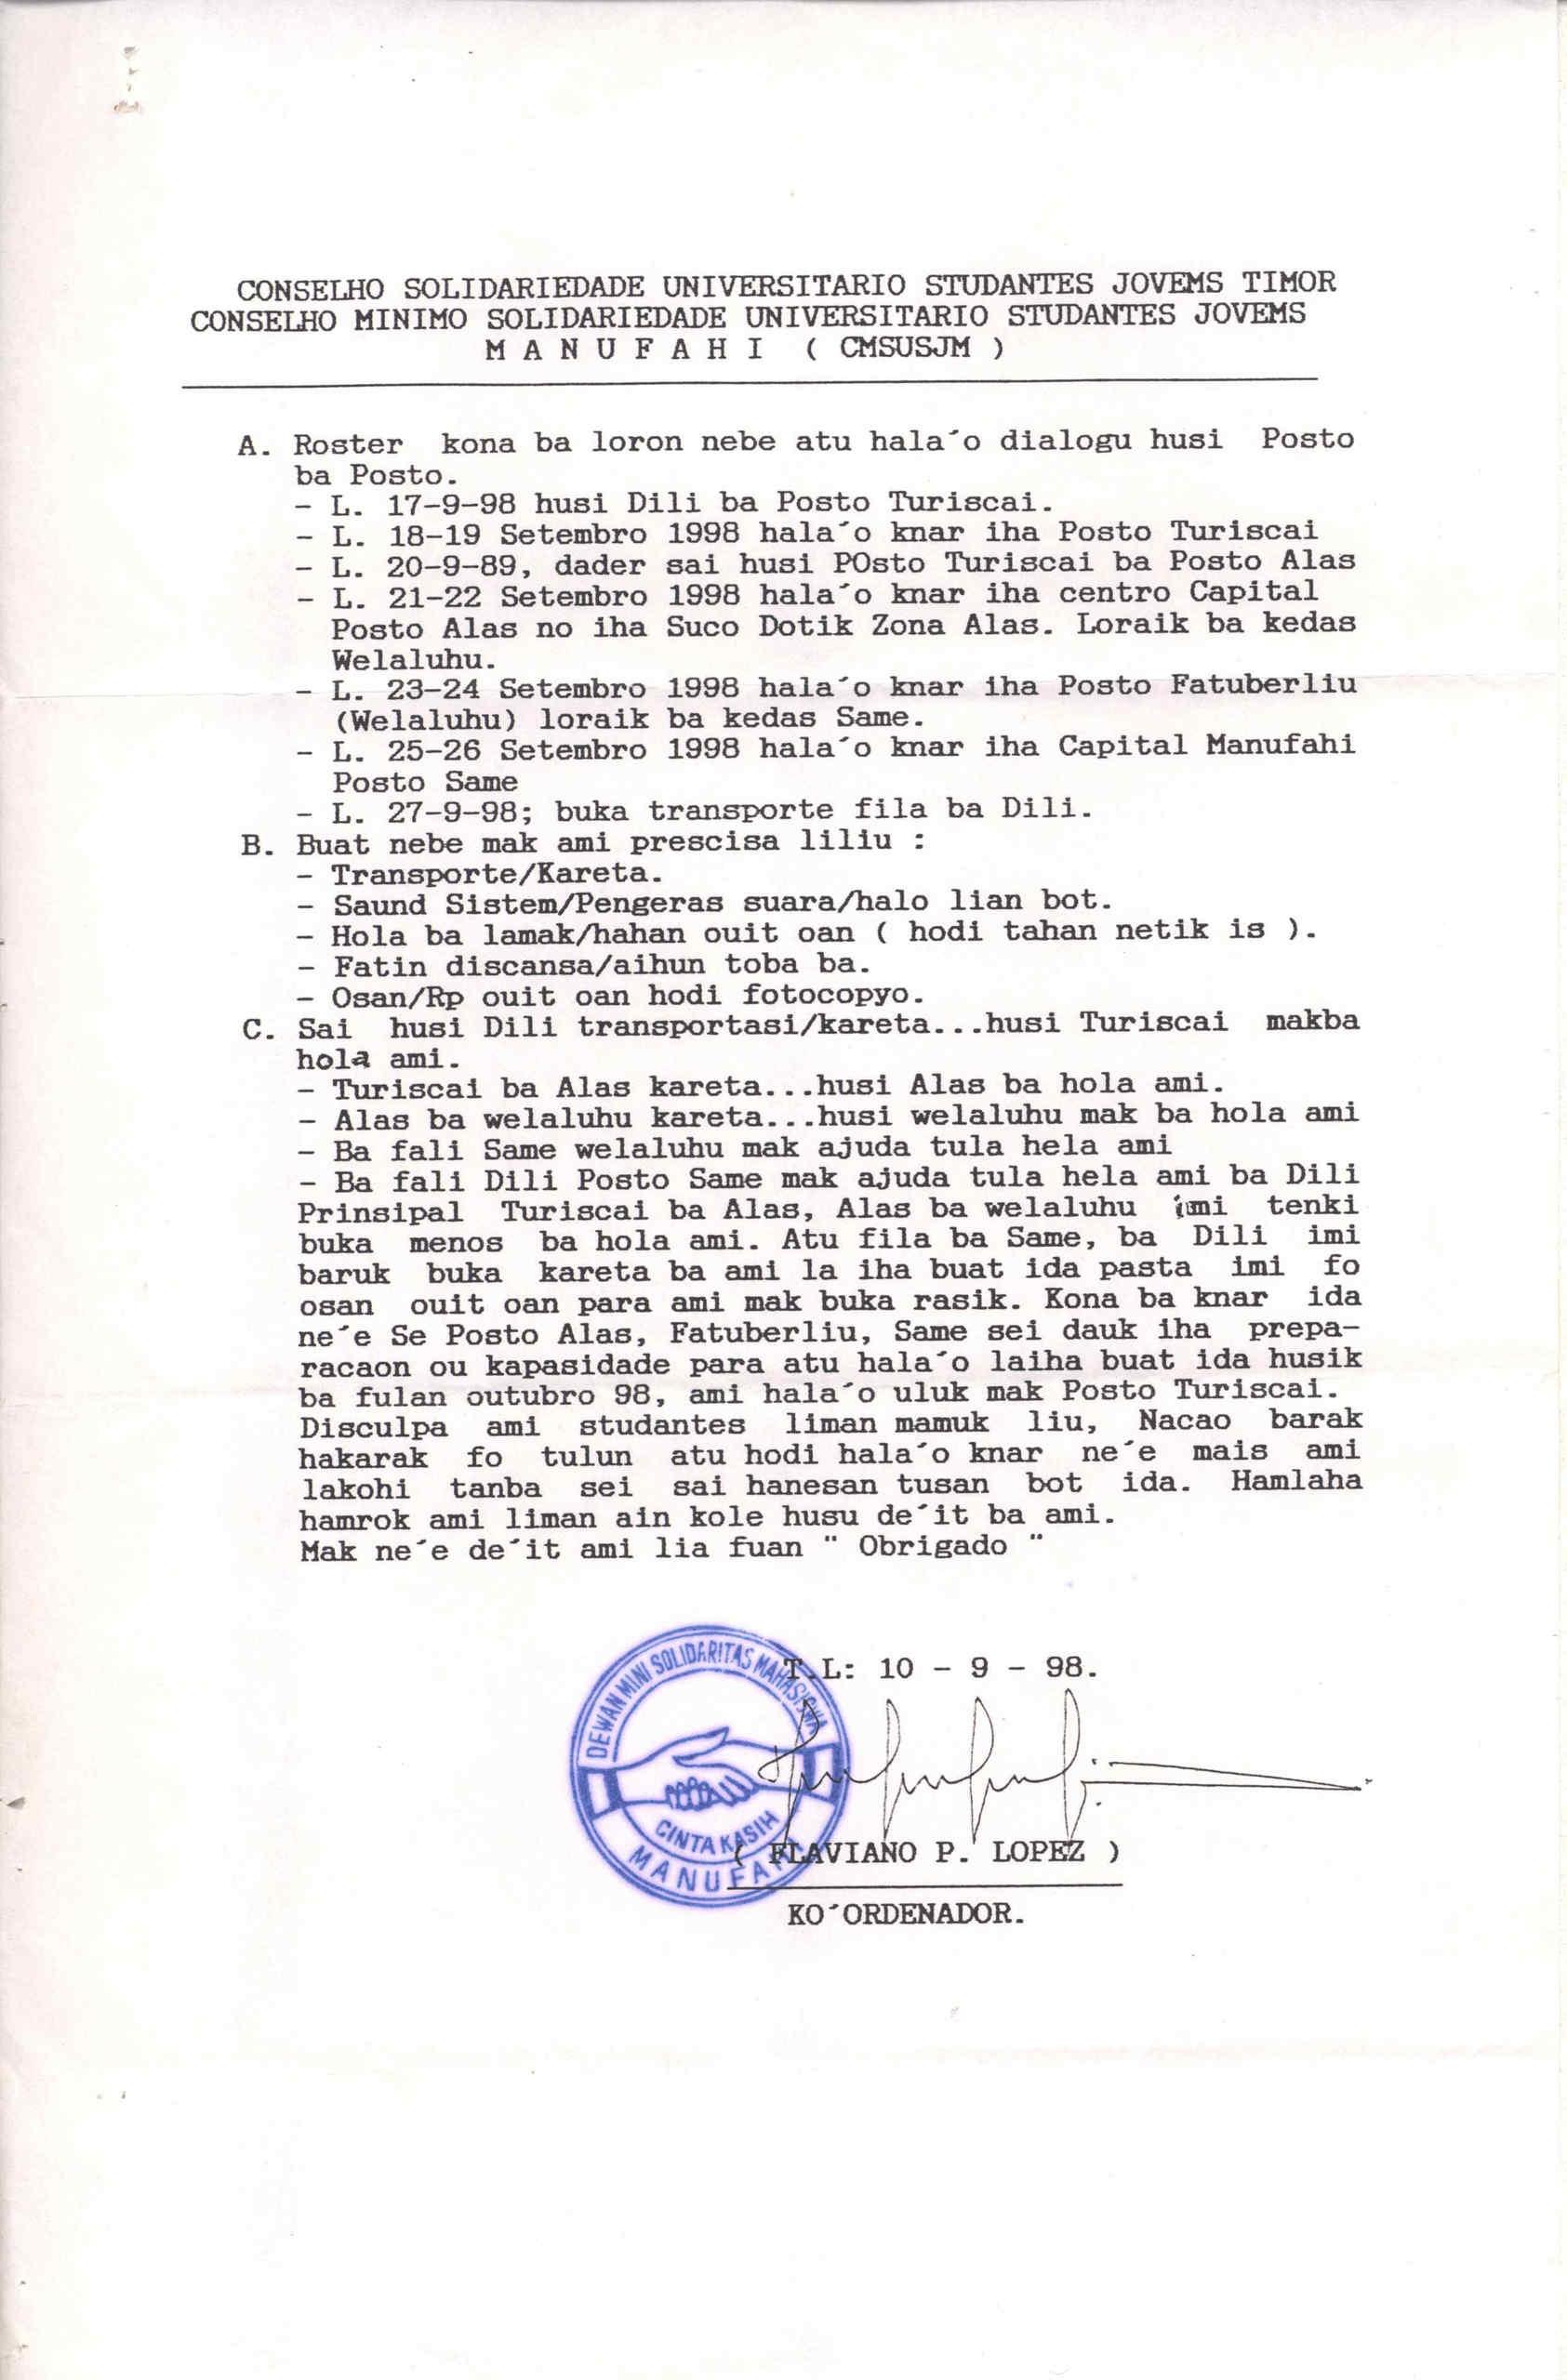 CONSELHO SOLIDARIEDADE UNIVERSITARIO STUDANTES JOVEMS TIMOR
CONSELHO MINIMO SOLIDARIEDADE UNIVERSITARIO STUDANTES JOVEMS
M A N U F A H I ( CMSUSJM )
A. Roster kona ba loron nebe atu hala´o dialogu husi Posto
ba Posto.
- L. 17-9-98 husi Dili ba Posto Turiscai.
- L. 18-19 Setembro 1998 hala´o knar iha Posto Turiscai
- L. 20-9-89, dader sai husi POsto Turiscai ba Posto Alas
- L. 21-22 Setembro 1998 hala´o knar iha centro Capital
Posto Alas no iha Suco Dotik Zona Alas. Loraik ba kedas
Welaluhu.
- L. 23-24 Setembro 1998 hala´o knar iha Posto Fatuberliu
(Welaluhu) loraik ba kedas Same.
- L. 25-26 Setembro 1998 hala´o knar iha Capital Manufahi
Posto Same
- L. 27-9-98; buka transporte fila ba Dili.
B. Buat nebe mak ami prescisa liliu :
- Transporte/Kareta.
- Saund Sistem/Pengeras suara/halo lian bot.
- Hola ba lamak/hahan ouit oan ( hodi tahan netik is ).
- Fatin discansa/aihun toba ba.
- Osan/Rp ouit oan hodi fotocopyo.
C. Sai husi Dili transportasi/kareta...husi Turiscai makba
hola ami.
- Turiscai ba Alas kareta...husi Alas ba hola ami.
- Alas ba welaluhu kareta...husi welaluhu mak ba hola ami
- Ba fali Same welaluhu mak ajuda tula hela ami
- Ba fali Dili Posto Same mak ajuda tula hela ami ba Dili
Prinsipal Turiscai ba Alas, Alas ba welaluhu imi tenki
buka menos ba hola ami. Atu fila ba Same, ba Dili imi
baruk buka kareta ba ami la iha buat ida pasta imi fo
osan ouit oan para ami mak buka rasik. Kona ba knar ida
ne´e Se Posto Alas, Fatuberliu, Same sei dauk iha prepa-
racaon ou kapasidade para atu hala´o laiha buat ida husik
ba fulan outubro 98, ami hala´o uluk mak Posto Turiscai.
Disculpa ami studantes liman mamuk liu, Nacao barak
hakarak fo tulun atu hodi hala´o knar ne´e mais ami
lakohi tanba sei sai hanesan tusan bot ida. Hamlaha
hamrok ami liman ain kole husu de´it ba ami.
Mak ne´e de´it ami lia fuan " Obrigado "
T.L: 10 - 9 - 98.
DEWAN MINI SOLIDARITAS MAHASISWA
CINTA KASIH
MANUFAHI
( FLAVIANO P. LOPEZ )
KO´ORDENADOR.